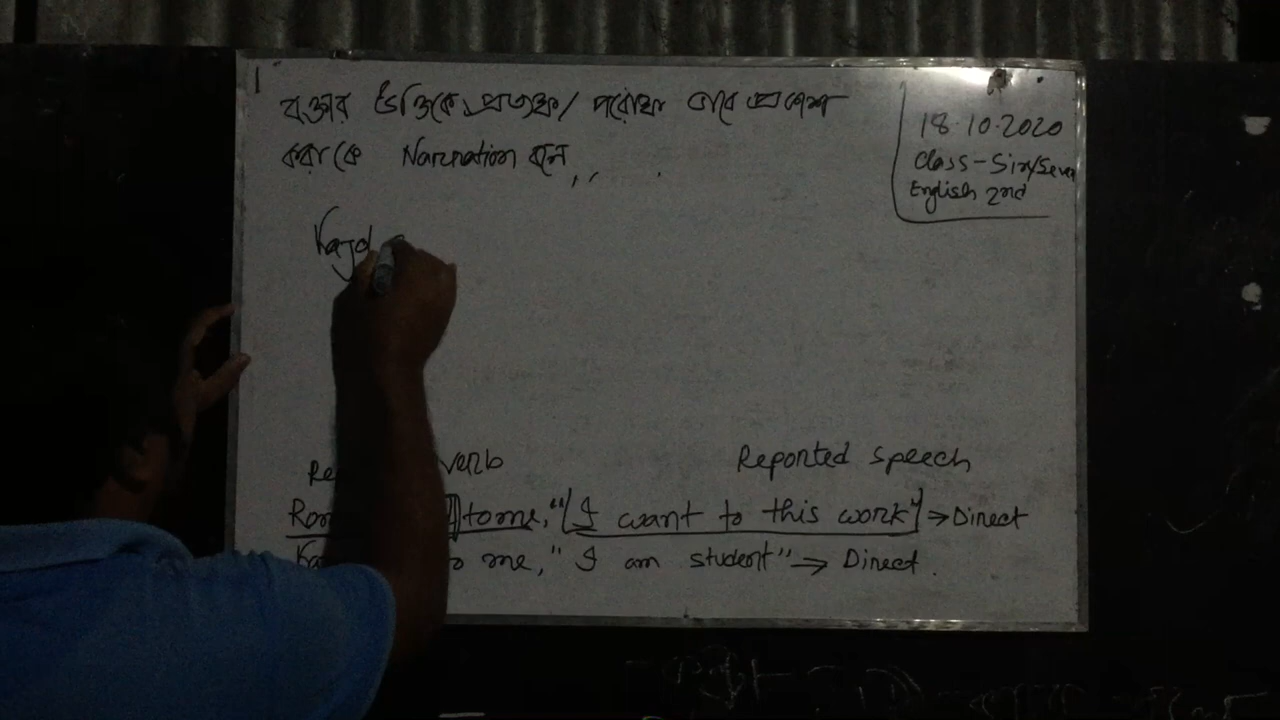 বক্তার উক্তিকে প্রত্যক্ষ/ পরোক্ষ ভাবে প্রকাশ
করাকে Narration বলে,,
18.10.2020
Class-Six/Seven
English 2nd
Kajol
verb
Reported speech
to me, "[I want to this work"] → Direct
me, "I am student" → Direct.